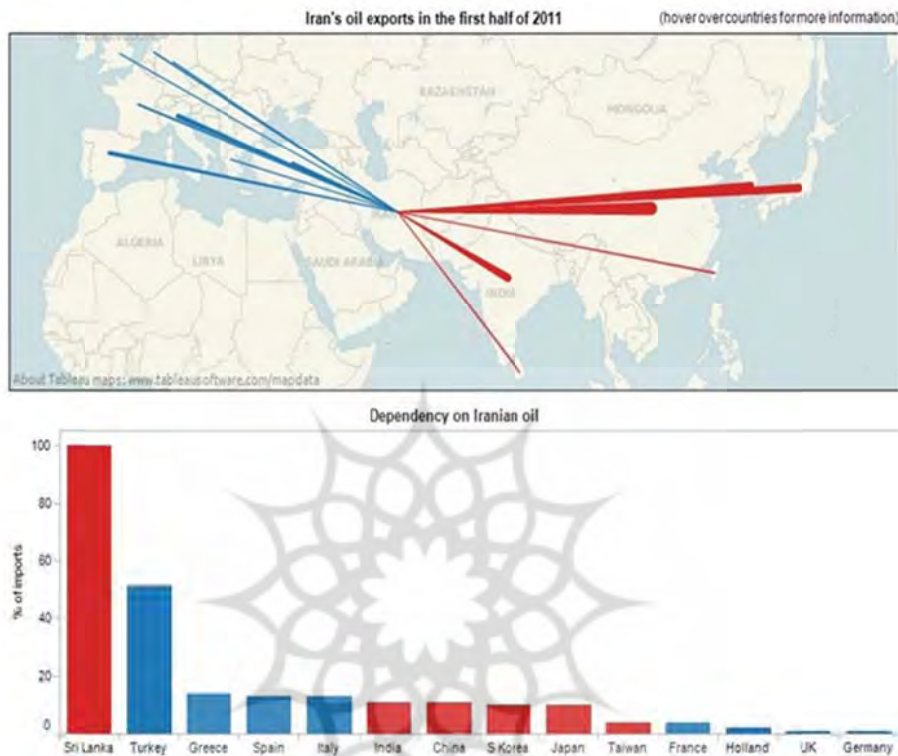 Iran's oil exports in the first half of 2011 (hover over countries for more information)
KAZAKHSTAN
MONGOLIA
ALGERIA
LIBYA
SAUDI ARABIA
INDIA
About Tableau maps: www.tableausoftware.com/mapdata
Dependency on Iranian oil
% of imports
100
80
60
40
20
0
Sri Lanka Turkey Greece Spain Italy India China S Korea Japan Taiwan France Holland UK Germany